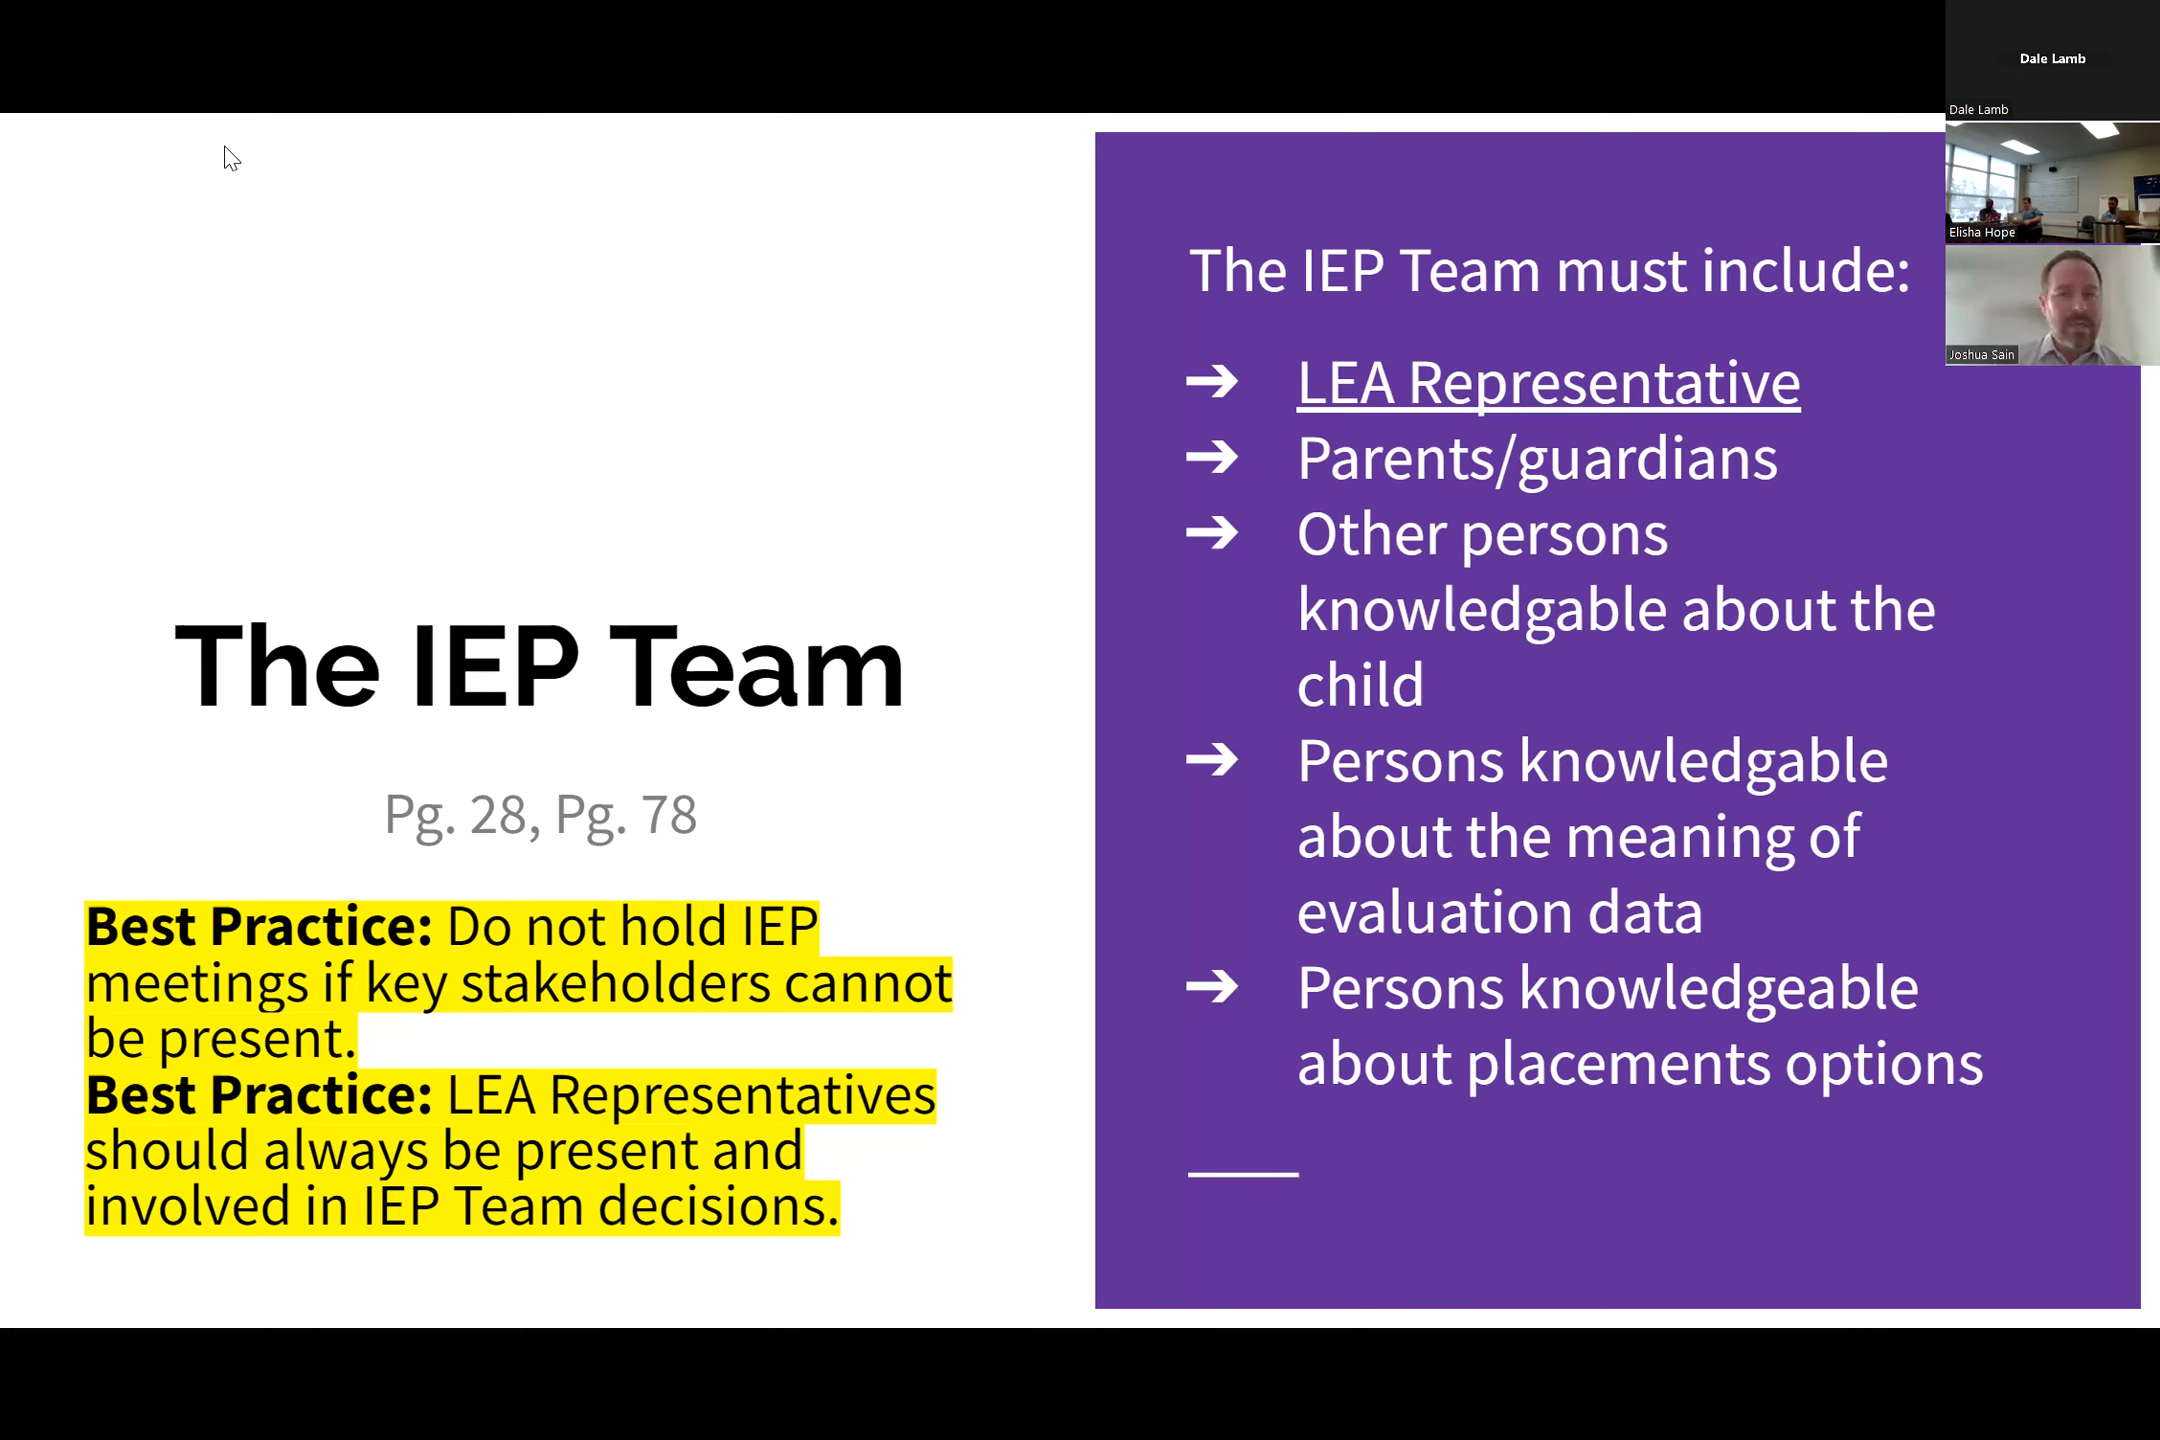 The IEP Team
Pg. 28, Pg. 78
Best Practice: Do not hold IEP
meetings if key stakeholders cannot
be present.
Best Practice: LEA Representatives
should always be present and
involved in IEP Team decisions.
The IEP Team must include:
➔ LEA Representative
➔ Parents/guardians
➔ Other persons
knowledgable about the
child
➔ Persons knowledgable
about the meaning of
evaluation data
➔ Persons knowledgeable
about placements options
Dale Lamb
Dale Lamb
Elisha Hope
Joshua Sain